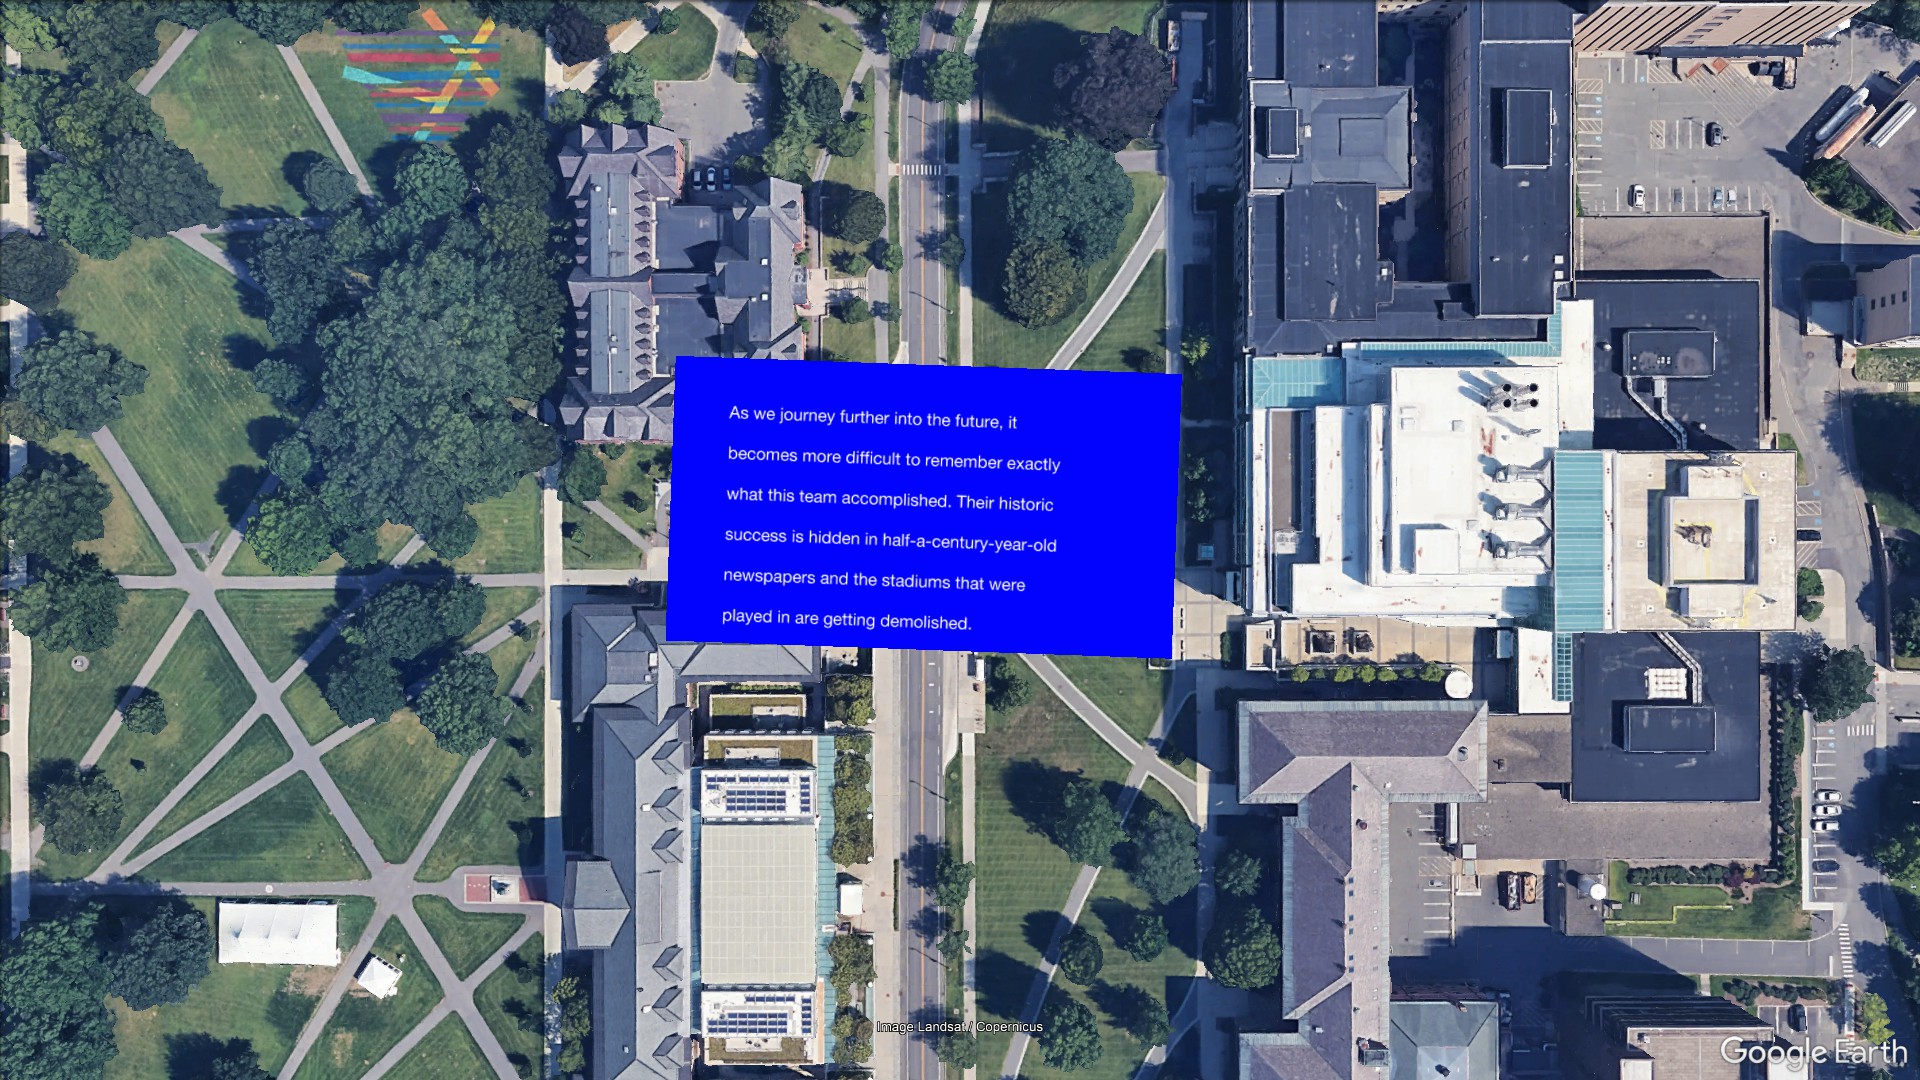 As we journey further into the future, it
becomes more difficult to remember exactly
what this team accomplished. Their historic
success is hidden in half-a-century-year-old
newspapers and the stadiums that were
played in are getting demolished.
Image Landsat / Copernicus
Google Earth